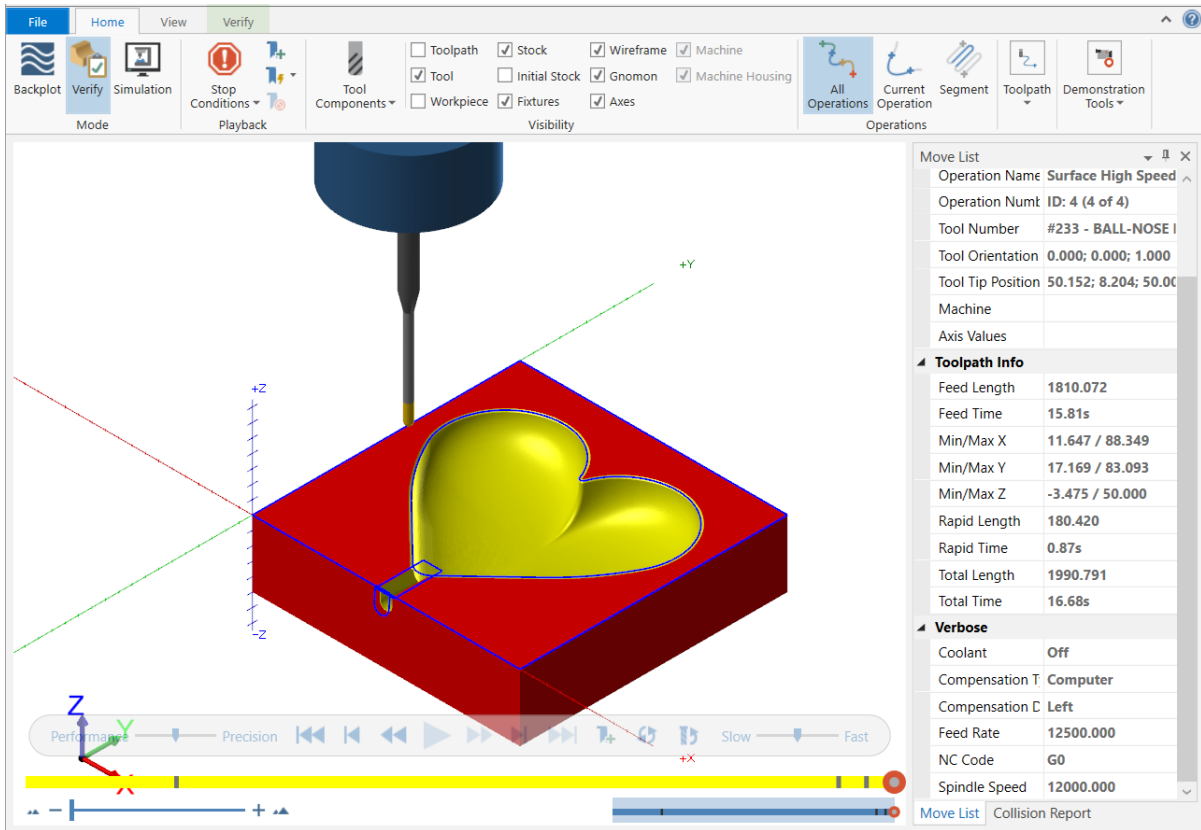 File Home View Verify
Backplot Verify Simulation
Mode
Stop Conditions
Playback
Tool Components
Toolpath Stock Wireframe Machine
Tool Initial Stock Gnomon Machine Housing
Workpiece Fixtures Axes
Visibility
All Operations Current Operation Segment
Operations
Toolpath Demonstration Tools
+Y
+Z
-Z
+X
Z
Y
X
Performance Precision Slow Fast
Move List
Operation Name Surface High Speed
Operation Numb ID: 4 (4 of 4)
Tool Number #233 - BALL-NOSE
Tool Orientation 0.000; 0.000; 1.000
Tool Tip Position 50.152; 8.204; 50.00
Machine
Axis Values
Toolpath Info
Feed Length 1810.072
Feed Time 15.81s
Min/Max X 11.647 / 88.349
Min/Max Y 17.169 / 83.093
Min/Max Z -3.475 / 50.000
Rapid Length 180.420
Rapid Time 0.87s
Total Length 1990.791
Total Time 16.68s
Verbose
Coolant Off
Compensation T Computer
Compensation D Left
Feed Rate 12500.000
NC Code G0
Spindle Speed 12000.000
Move List Collision Report